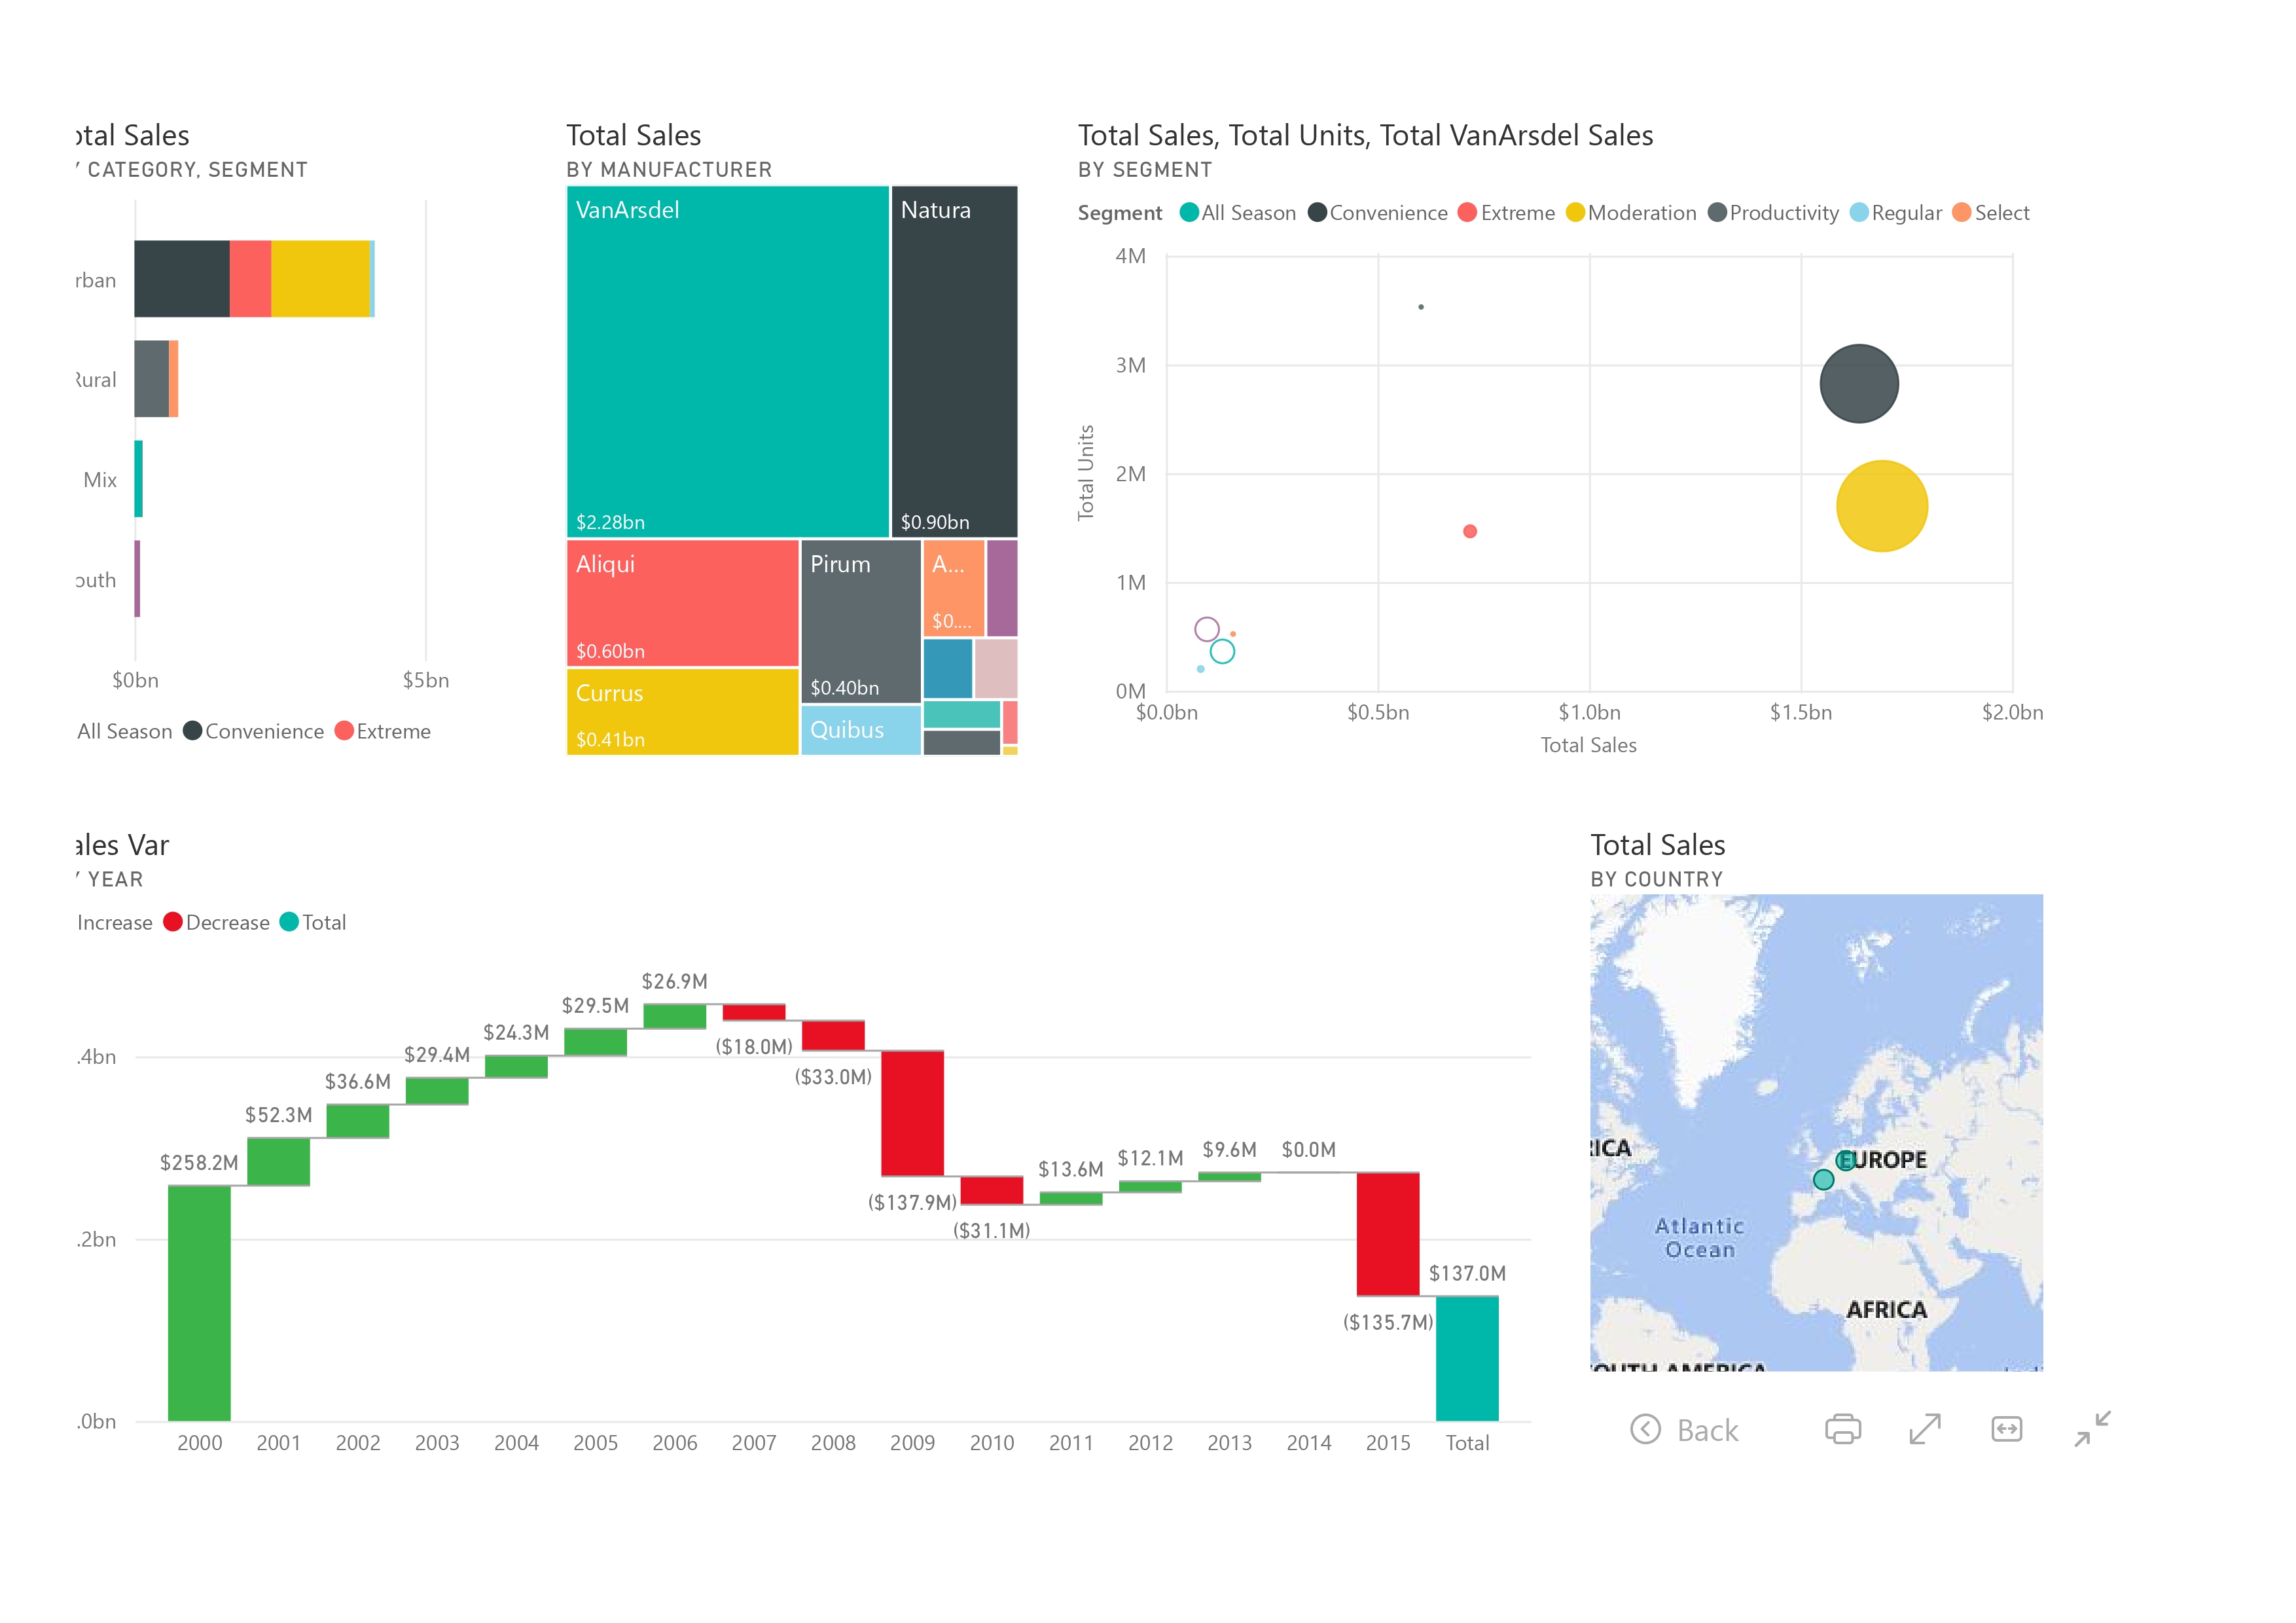 otal Sales
Y CATEGORY, SEGMENT
rban
Rural
Mix
outh
$0bn
$5bn
All Season Convenience Extreme
Total Sales
BY MANUFACTURER
VanArsdel
$2.28bn
Natura
$0.90bn
Aliqui
$0.60bn
Currus
$0.41bn
Pirum
$0.40bn
Quibus
A...
$0....
Total Sales, Total Units, Total VanArsdel Sales
BY SEGMENT
Segment All Season Convenience Extreme Moderation Productivity Regular Select
Total Units
4M
3M
2M
1M
0M
$0.0bn $0.5bn $1.0bn $1.5bn $2.0bn
Total Sales
ales Var
Y YEAR
Increase Decrease Total
.4bn
.2bn
.0bn
$258.2M
$52.3M
$36.6M
$29.4M
$24.3M
$29.5M
$26.9M
($18.0M)
($33.0M)
($137.9M)
($31.1M)
$13.6M
$12.1M
$9.6M
$0.0M
($135.7M)
$137.0M
2000 2001 2002 2003 2004 2005 2006 2007 2008 2009 2010 2011 2012 2013 2014 2015 Total
Total Sales
BY COUNTRY
RICA
EUROPE
Atlantic
Ocean
AFRICA
SOUTH AMERICA
Back